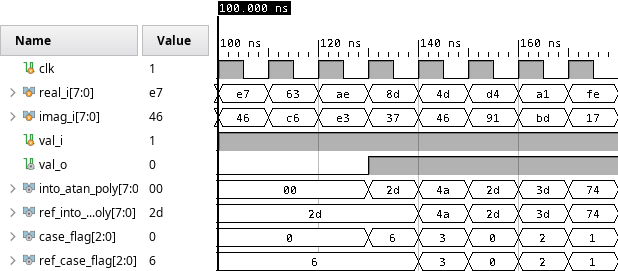 100.000 ns
100 ns 120 ns 140 ns 160 ns
Name Value
clk 1
real_i[7:0] e7 e7 63 ae 8d 4d d4 a1 fe
imag_i[7:0] 46 46 c6 e3 37 46 91 bd 17
val_i 1
val_o 0
into_atan_poly[7:0 00 00 2d 4a 2d 3d 74
ref_into_...oly[7:0] 2d 2d 4a 2d 3d 74
case_flag[2:0] 0 0 6 3 0 2 1
ref_case_flag[2:0] 6 6 3 0 2 1